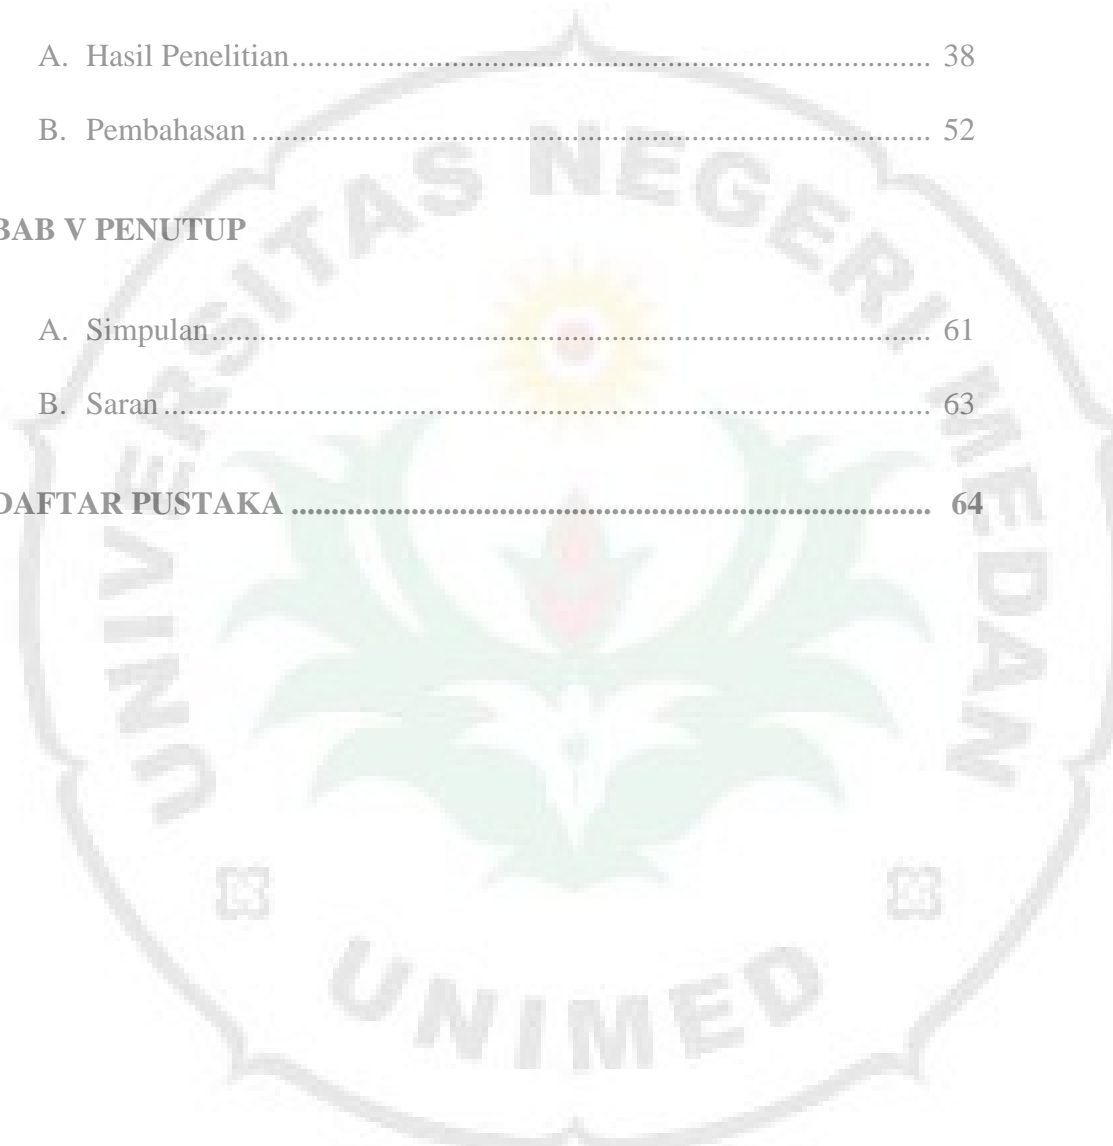 A. Hasil Penelitian.................................................................................. 38
B. Pembahasan ...................................................................................... 52
BAB V PENUTUP
A. Simpulan............................................................................................ 61
B. Saran .................................................................................................. 63
DAFTAR PUSTAKA ................................................................................. 64
UNIVERSITAS NEGERI MEDAN
UNIMED